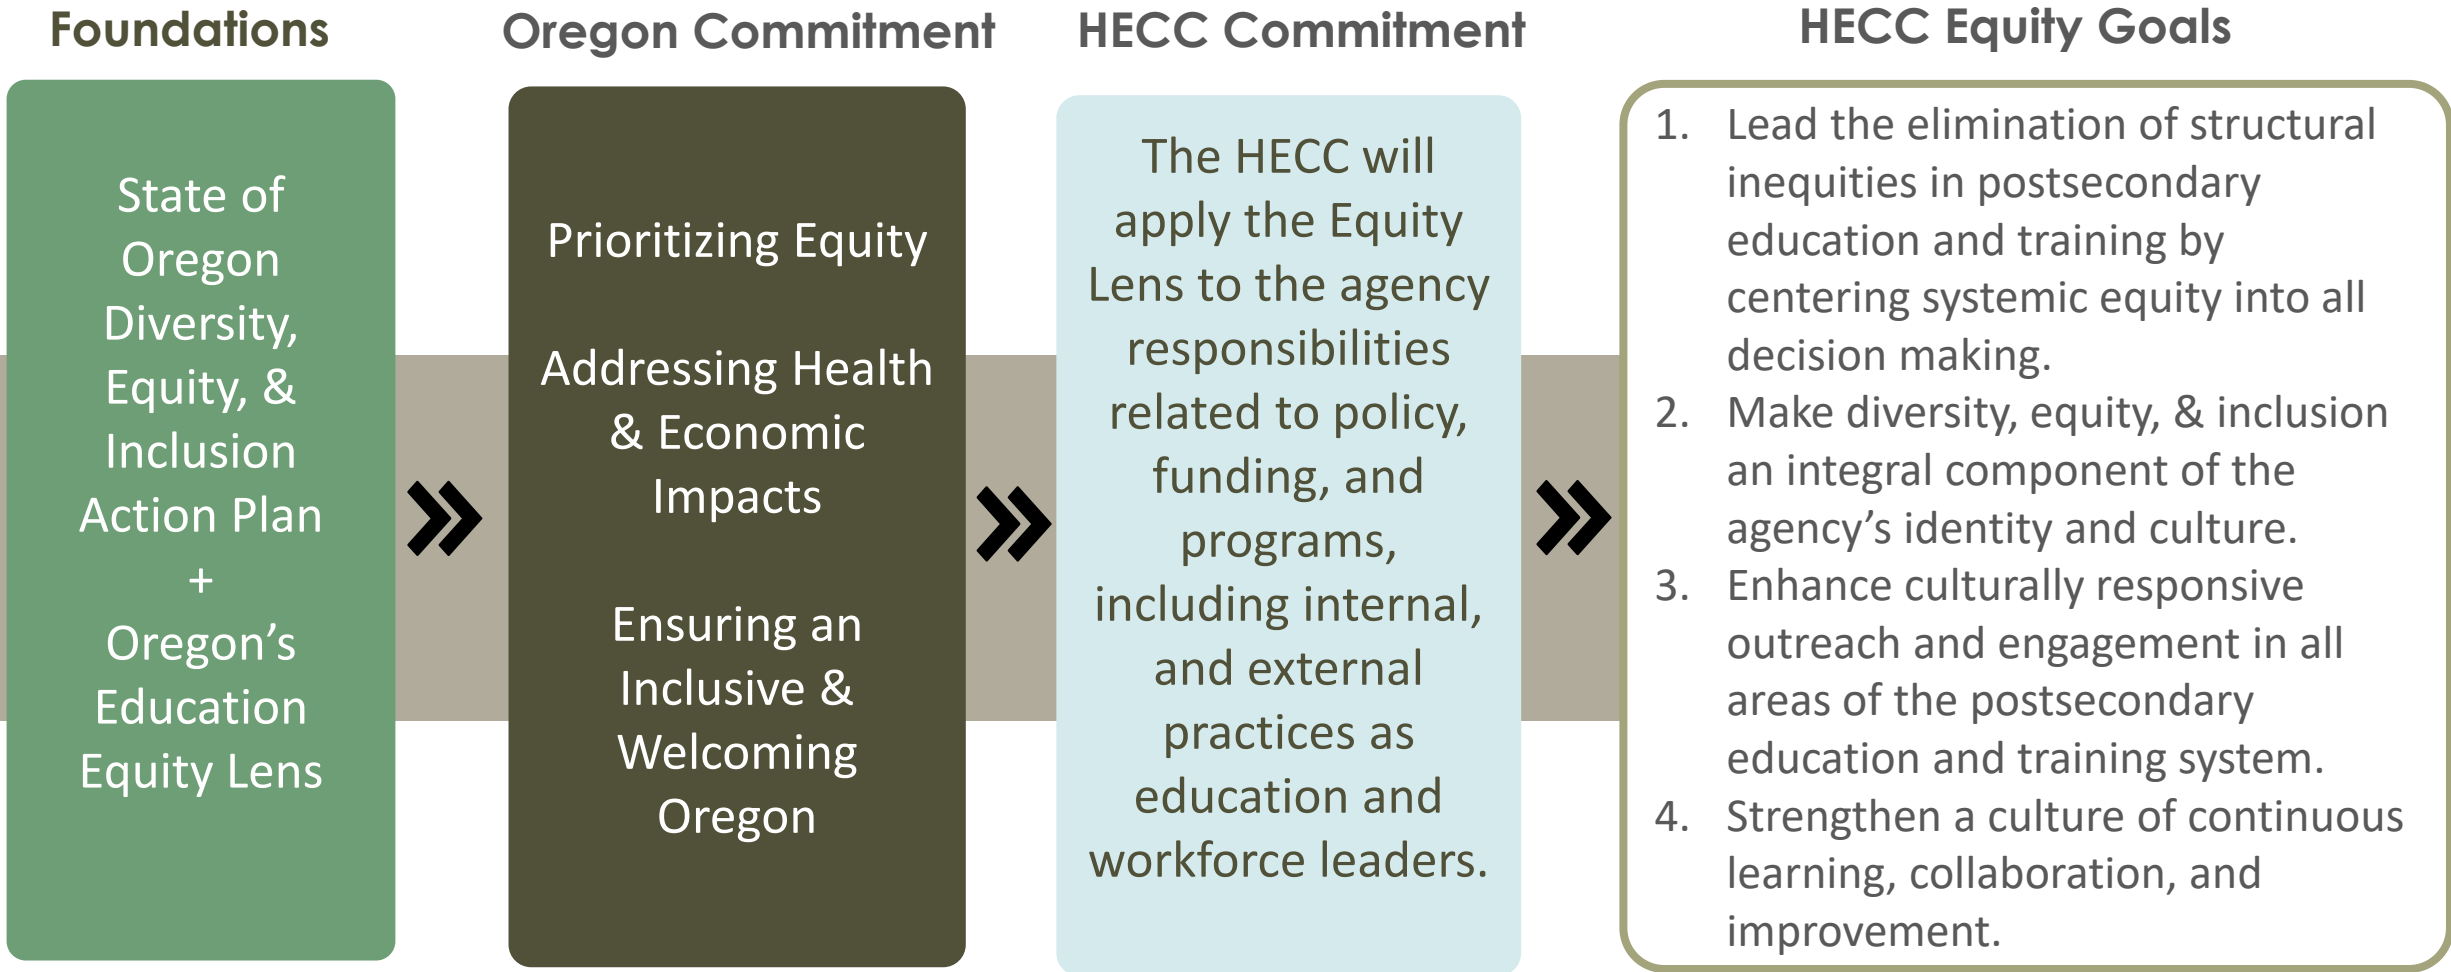 Foundations
State of
Oregon
Diversity,
Equity, &
Inclusion
Action Plan
+
Oregon’s
Education
Equity Lens
Oregon Commitment
Prioritizing Equity
Addressing Health
& Economic
Impacts
Ensuring an
Inclusive &
Welcoming
Oregon
HECC Commitment
The HECC will
apply the Equity
Lens to the agency
responsibilities
related to policy,
funding, and
programs,
including internal,
and external
practices as
education and
workforce leaders.
HECC Equity Goals
1. Lead the elimination of structural
inequities in postsecondary
education and training by
centering systemic equity into all
decision making.
2. Make diversity, equity, & inclusion
an integral component of the
agency’s identity and culture.
3. Enhance culturally responsive
outreach and engagement in all
areas of the postsecondary
education and training system.
4. Strengthen a culture of continuous
learning, collaboration, and
improvement.